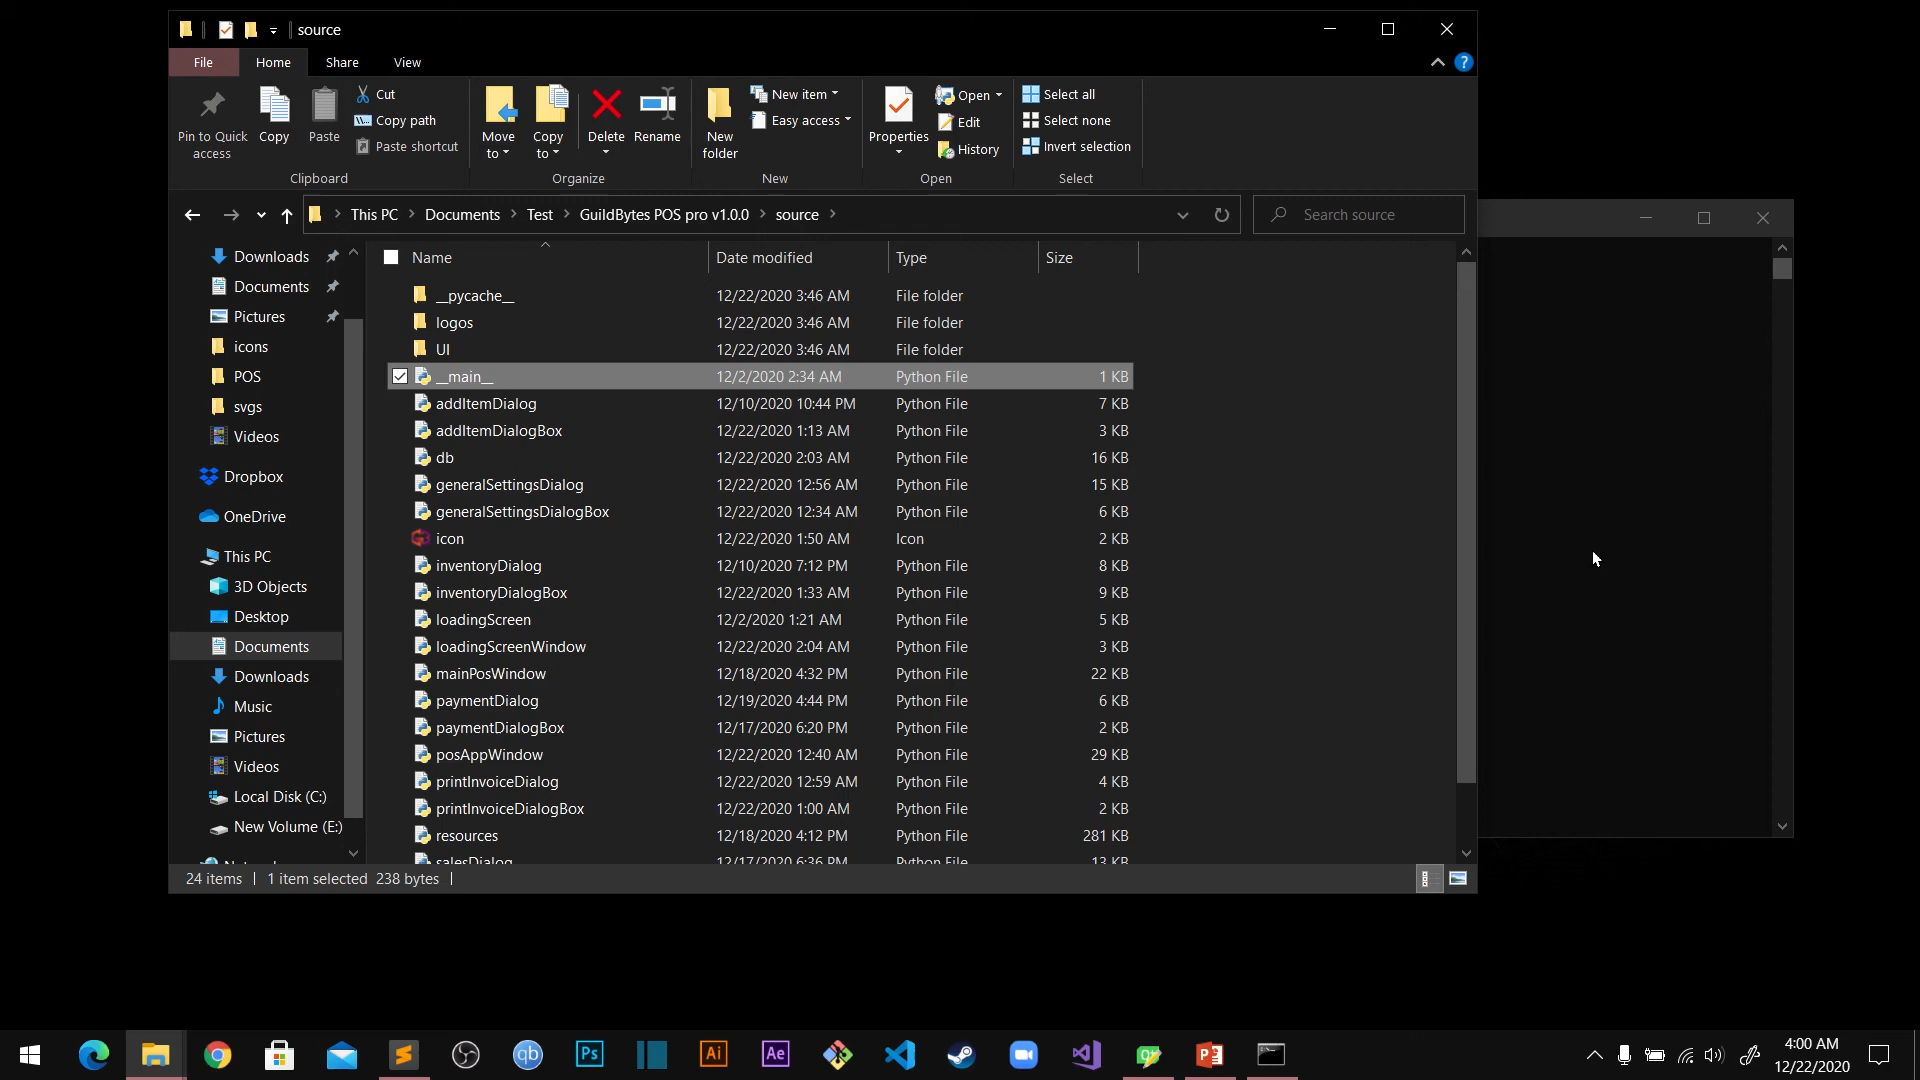 source
File Home Share View
Pin to Quick access
Copy
Paste
Cut
Copy path
Paste shortcut
Clipboard
Move to
Copy to
Delete
Rename
Organize
New folder
New item
Easy access
New
Properties
Open
Edit
History
Open
Select all
Select none
Invert selection
Select
This PC Documents Test GuildBytes POS pro v1.0.0 source
Search source
Downloads
Documents
Pictures
icons
POS
svgs
Videos
Dropbox
OneDrive
This PC
3D Objects
Desktop
Documents
Downloads
Music
Pictures
Videos
Local Disk (C:)
New Volume (E:)
Name Date modified Type Size
__pycache__ 12/22/2020 3:46 AM File folder
logos 12/22/2020 3:46 AM File folder
UI 12/22/2020 3:46 AM File folder
__main__ 12/2/2020 2:34 AM Python File 1 KB
addItemDialog 12/10/2020 10:44 PM Python File 7 KB
addItemDialogBox 12/22/2020 1:13 AM Python File 3 KB
db 12/22/2020 2:03 AM Python File 16 KB
generalSettingsDialog 12/22/2020 12:56 AM Python File 15 KB
generalSettingsDialogBox 12/22/2020 12:34 AM Python File 6 KB
icon 12/22/2020 1:50 AM Icon 2 KB
inventoryDialog 12/10/2020 7:12 PM Python File 8 KB
inventoryDialogBox 12/22/2020 1:33 AM Python File 9 KB
loadingScreen 12/2/2020 1:21 AM Python File 5 KB
loadingScreenWindow 12/22/2020 2:04 AM Python File 3 KB
mainPosWindow 12/18/2020 4:32 PM Python File 22 KB
paymentDialog 12/19/2020 4:44 PM Python File 6 KB
paymentDialogBox 12/17/2020 6:20 PM Python File 2 KB
posAppWindow 12/22/2020 12:40 AM Python File 29 KB
printInvoiceDialog 12/22/2020 12:59 AM Python File 4 KB
printInvoiceDialogBox 12/22/2020 1:00 AM Python File 2 KB
resources 12/18/2020 4:12 PM Python File 281 KB
salesDialog 12/17/2020 6:36 PM Python File 13 KB
24 items 1 item selected 238 bytes
qb Ps Ai Ae
4:00 AM
12/22/2020